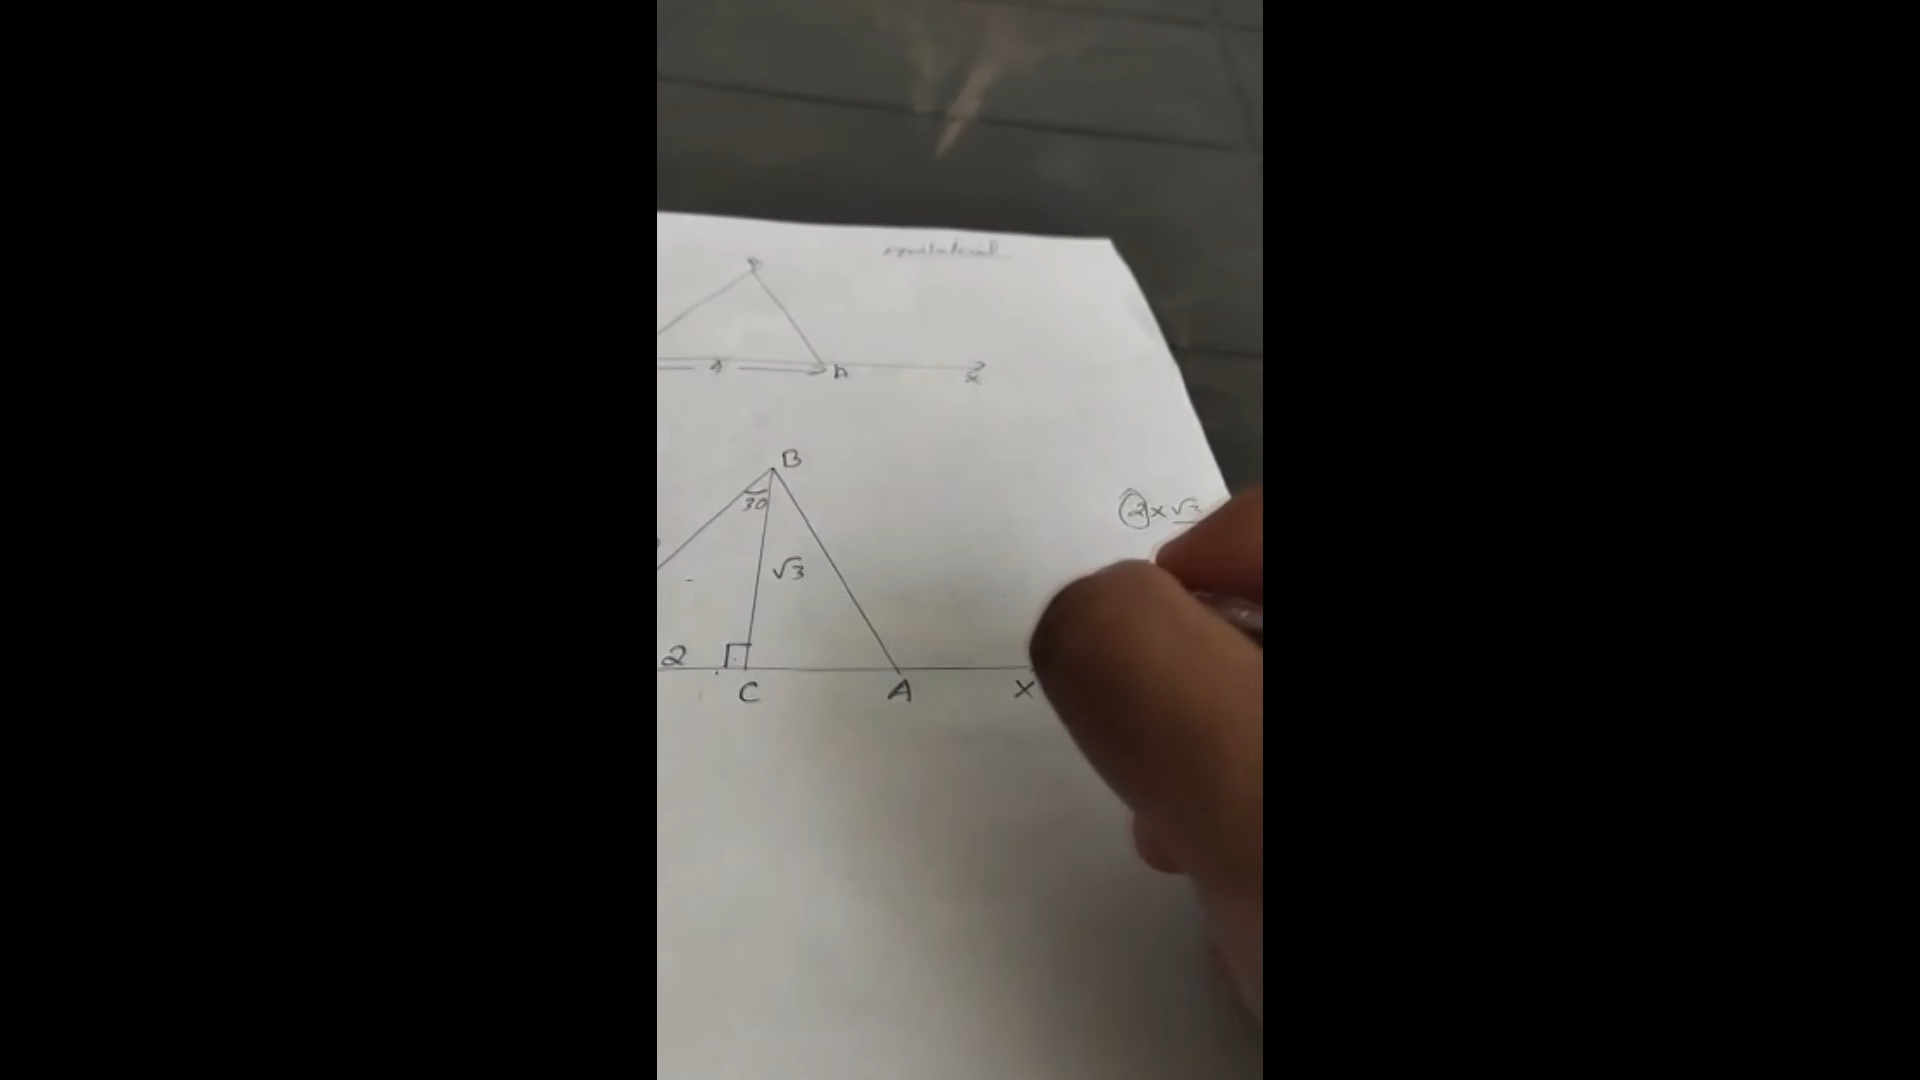 equilateral
B
A
x
B
30
√3
2
C A X
2 x √3